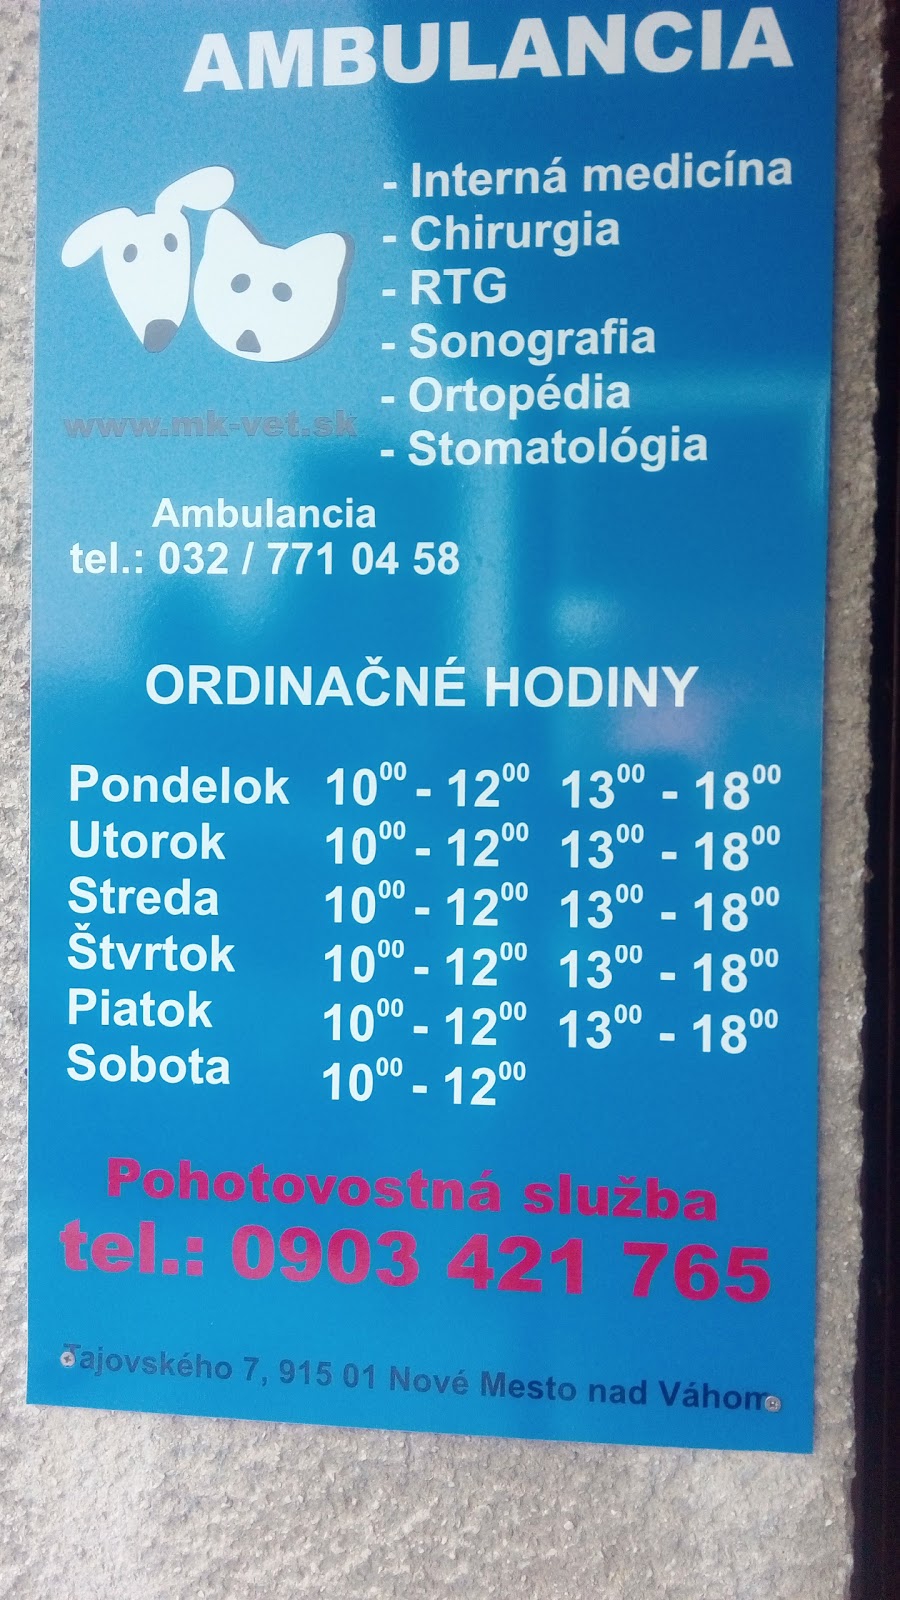 AMBULANCIA
- Interná medicína
- Chirurgia
- RTG
- Sonografia
- Ortopédia
- Stomatológia
www.mk-vet.sk
Ambulancia
tel.: 032 / 771 04 58
ORDINAČNÉ HODINY
Pondelok 10⁰⁰ - 12⁰⁰ 13⁰⁰ - 18⁰⁰
Utorok 10⁰⁰ - 12⁰⁰ 13⁰⁰ - 18⁰⁰
Streda 10⁰⁰ - 12⁰⁰ 13⁰⁰ - 18⁰⁰
Štvrtok 10⁰⁰ - 12⁰⁰ 13⁰⁰ - 18⁰⁰
Piatok 10⁰⁰ - 12⁰⁰ 13⁰⁰ - 18⁰⁰
Sobota 10⁰⁰ - 12⁰⁰
Pohotovostná služba
tel.: 0903 421 765
Tajovského 7, 915 01 Nové Mesto nad Váhom